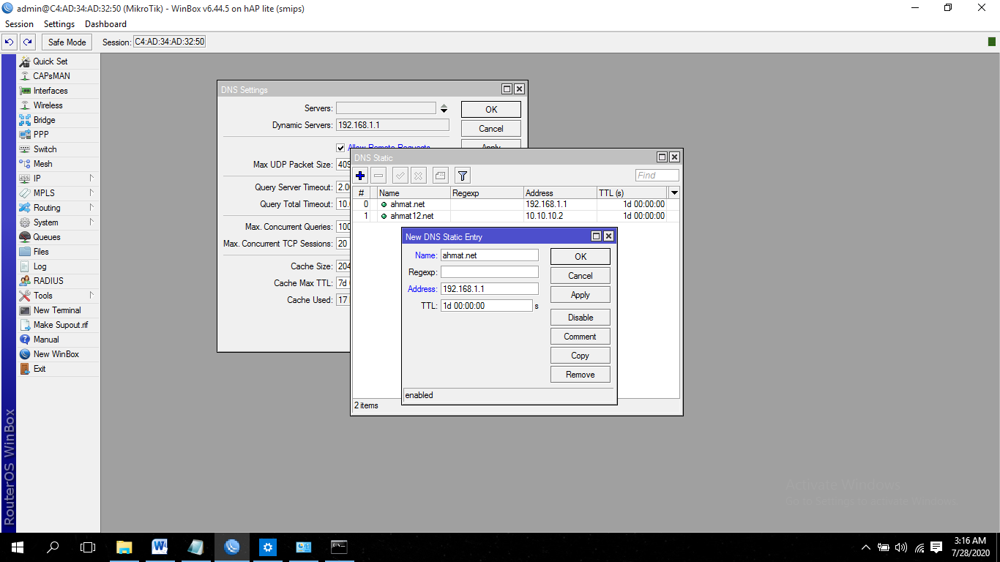 admin@C4:AD:34:AD:32:50 (MikroTik) - WinBox v6.44.5 on hAP lite (smips)
Session Settings Dashboard
Safe Mode Session: C4:AD:34:AD:32:50
Quick Set
CAPsMAN
Interfaces
Wireless
Bridge
PPP
Switch
Mesh
IP
MPLS
Routing
System
Queues
Files
Log
RADIUS
Tools
New Terminal
Make Supout.rif
Manual
New WinBox
Exit
RouterOS WinBox
DNS Settings
Servers:
OK
Dynamic Servers: 192.168.1.1
Cancel
Allow Remote Requests
Apply
Max UDP Packet Size: 409
Query Server Timeout: 2.0
Query Total Timeout: 10.
Max. Concurrent Queries: 100
Max. Concurrent TCP Sessions: 20
Cache Size: 204
Cache Max TTL: 7d
Cache Used: 17
DNS Static
Find
# Name Regexp Address TTL (s)
0 ahmat.net 192.168.1.1 1d 00:00:00
1 ahmat12.net 10.10.10.2 1d 00:00:00
New DNS Static Entry
Name: ahmat.net
OK
Regexp:
Cancel
Address: 192.168.1.1
Apply
TTL: 1d 00:00:00 s
Disable
Comment
Copy
Remove
enabled
2 items
Activate Windows
Go to Settings to activate Windows.
3:16 AM
7/28/2020